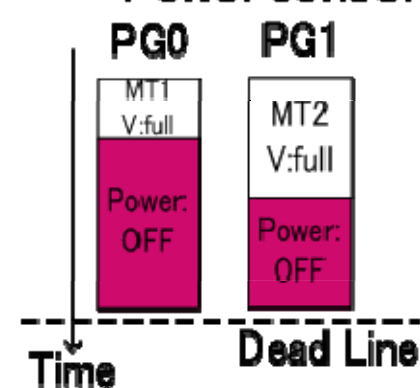 PG0 PG1
MT1
V:full
MT2
V:full
Power:
OFF
Power:
OFF
Dead Line
Time